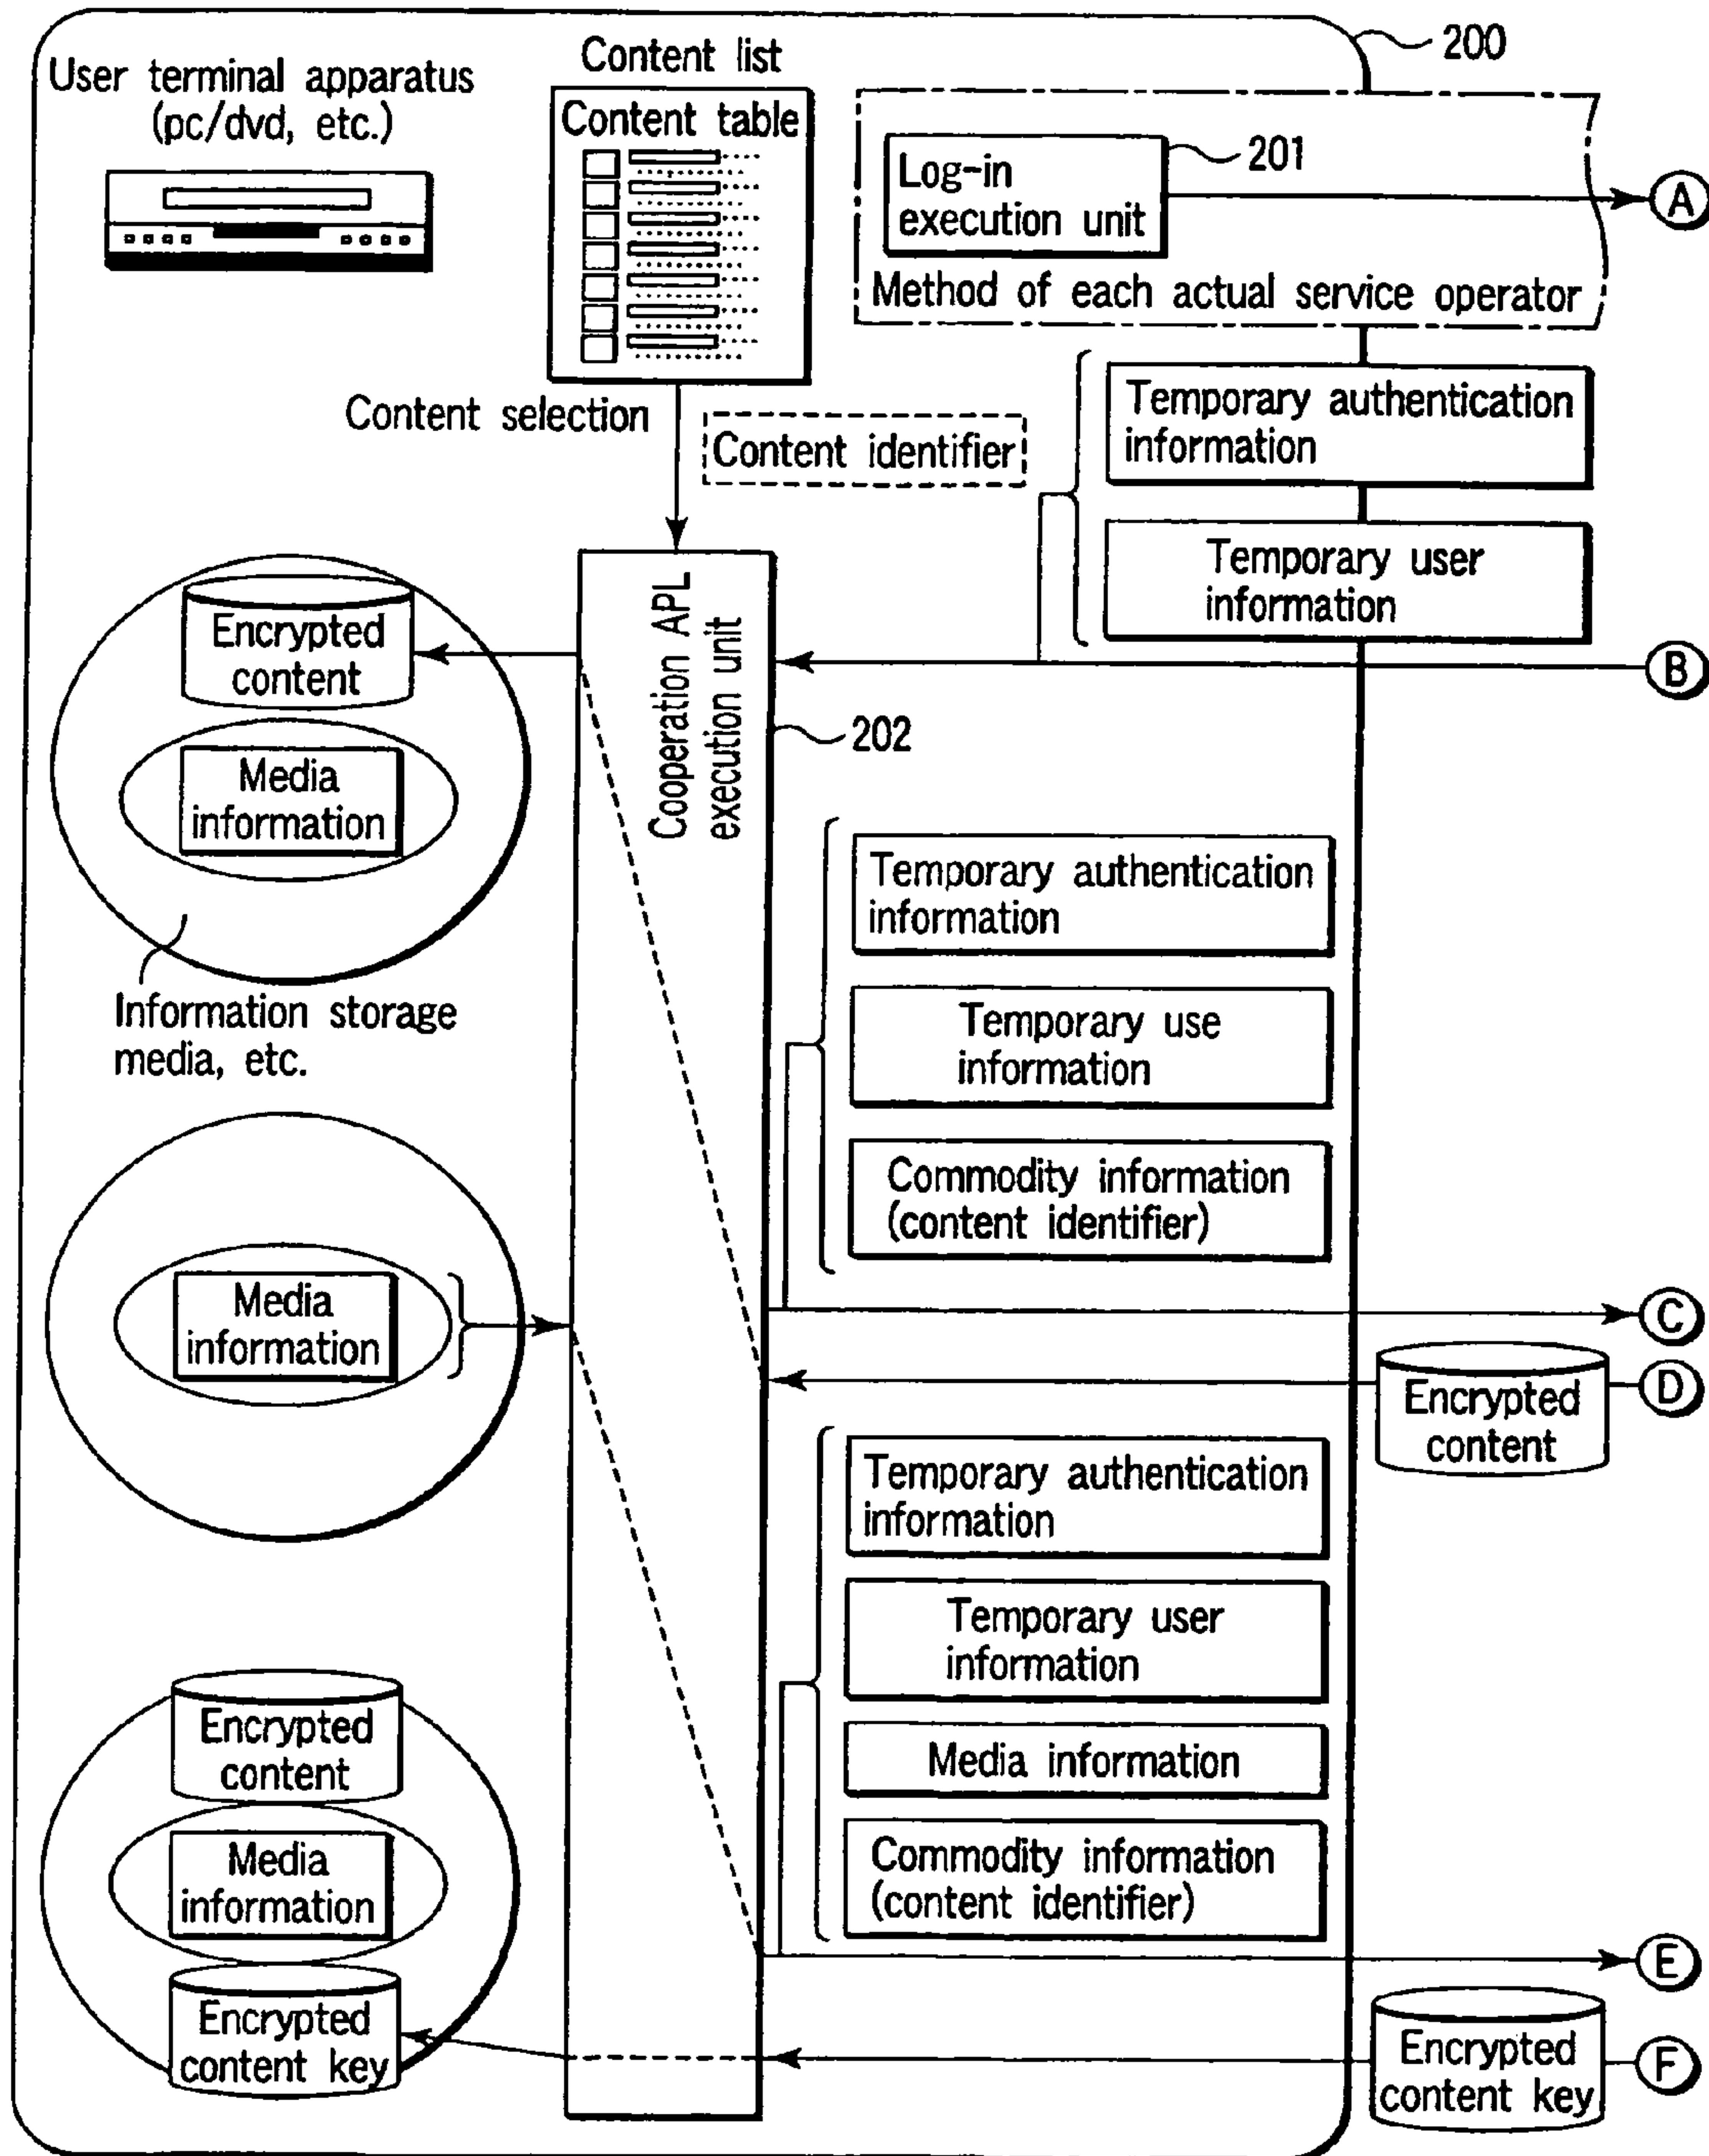 200
User terminal apparatus
(pc/dvd, etc.)
Content list
Content table
Log-in
execution unit
201
A
Method of each actual service operator
Content selection
Content identifier
Temporary authentication
information
Temporary user
information
B
Encrypted
content
Media
information
Information storage
media, etc.
Cooperation APL
execution unit
202
Temporary authentication
information
Temporary use
information
Commodity information
(content identifier)
C
Media
information
D
Encrypted
content
Temporary authentication
information
Temporary user
information
Media information
Commodity information
(content identifier)
E
Encrypted
content
Media
information
Encrypted
content key
Encrypted
content key
F